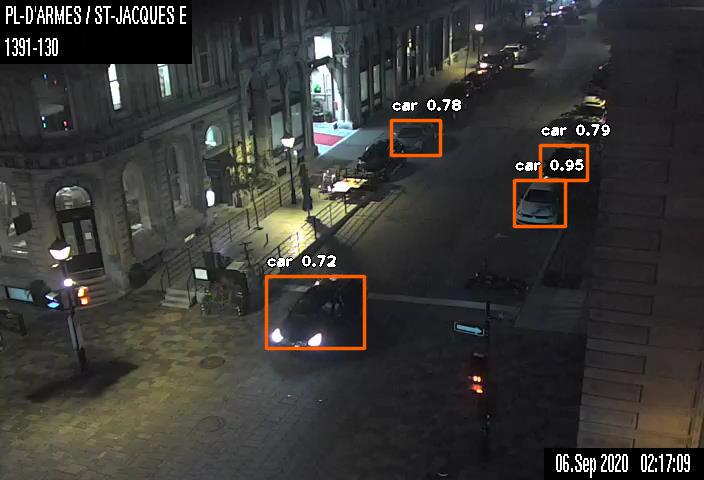 PL-D'ARMES / ST-JACQUES E
1391-130
car 0.78
car 0.79
car 0.95
car 0.72
06.Sep 2020 02:17:09